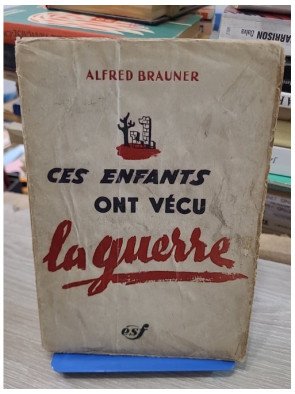 ALFRED BRAUNER
CES ENFANTS
ONT VÉCU
la guerre
esf